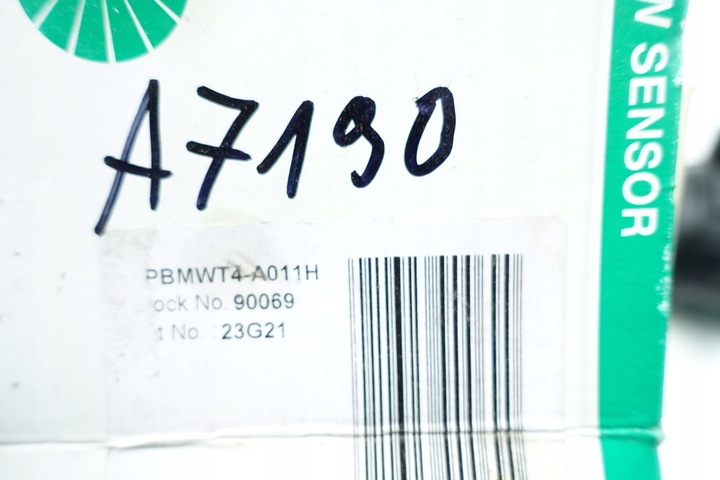 A7190
PBMWT4-A011H
ock No. 90069
t No. : 23G21
W SENSOR